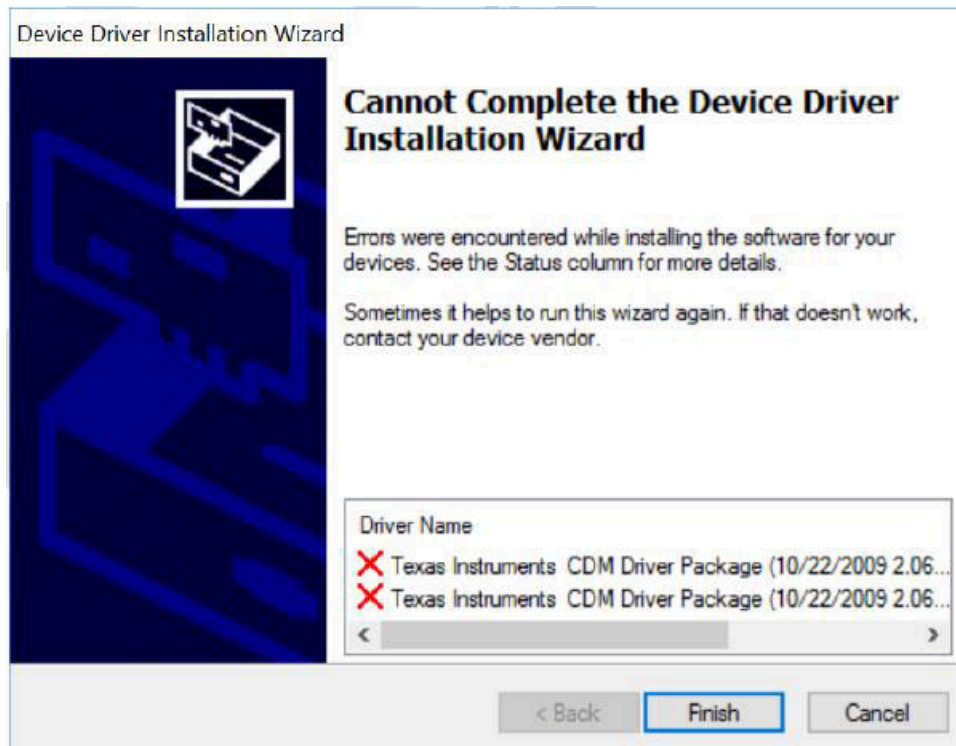 Device Driver Installation Wizard
Cannot Complete the Device Driver
Installation Wizard
Errors were encountered while installing the software for your
devices. See the Status column for more details.
Sometimes it helps to run this wizard again. If that doesn't work,
contact your device vendor.
Driver Name
Texas Instruments CDM Driver Package (10/22/2009 2.06...
Texas Instruments CDM Driver Package (10/22/2009 2.06...
< Back Finish Cancel